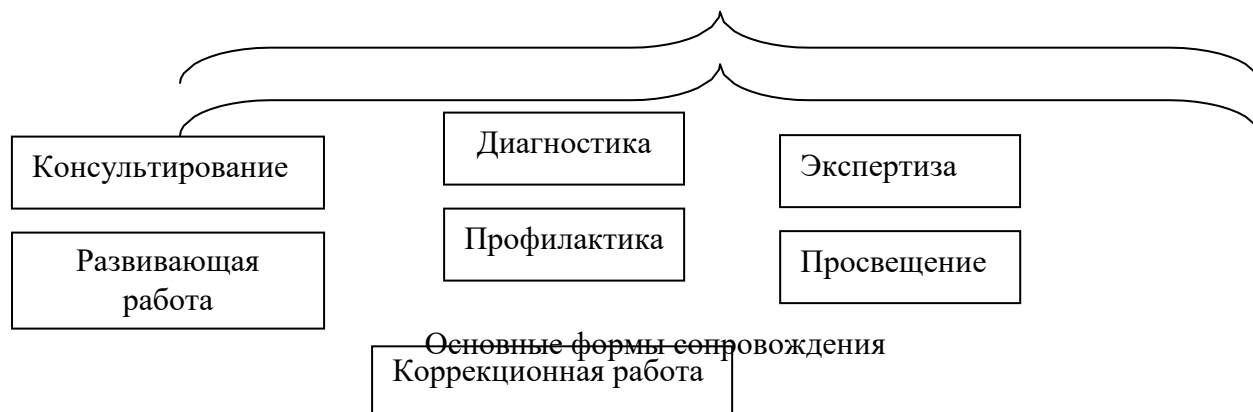 Консультирование
Диагностика
Экспертиза
Развивающая
работа
Профилактика
Просвещение
Основные формы сопровождения
Коррекционная работа